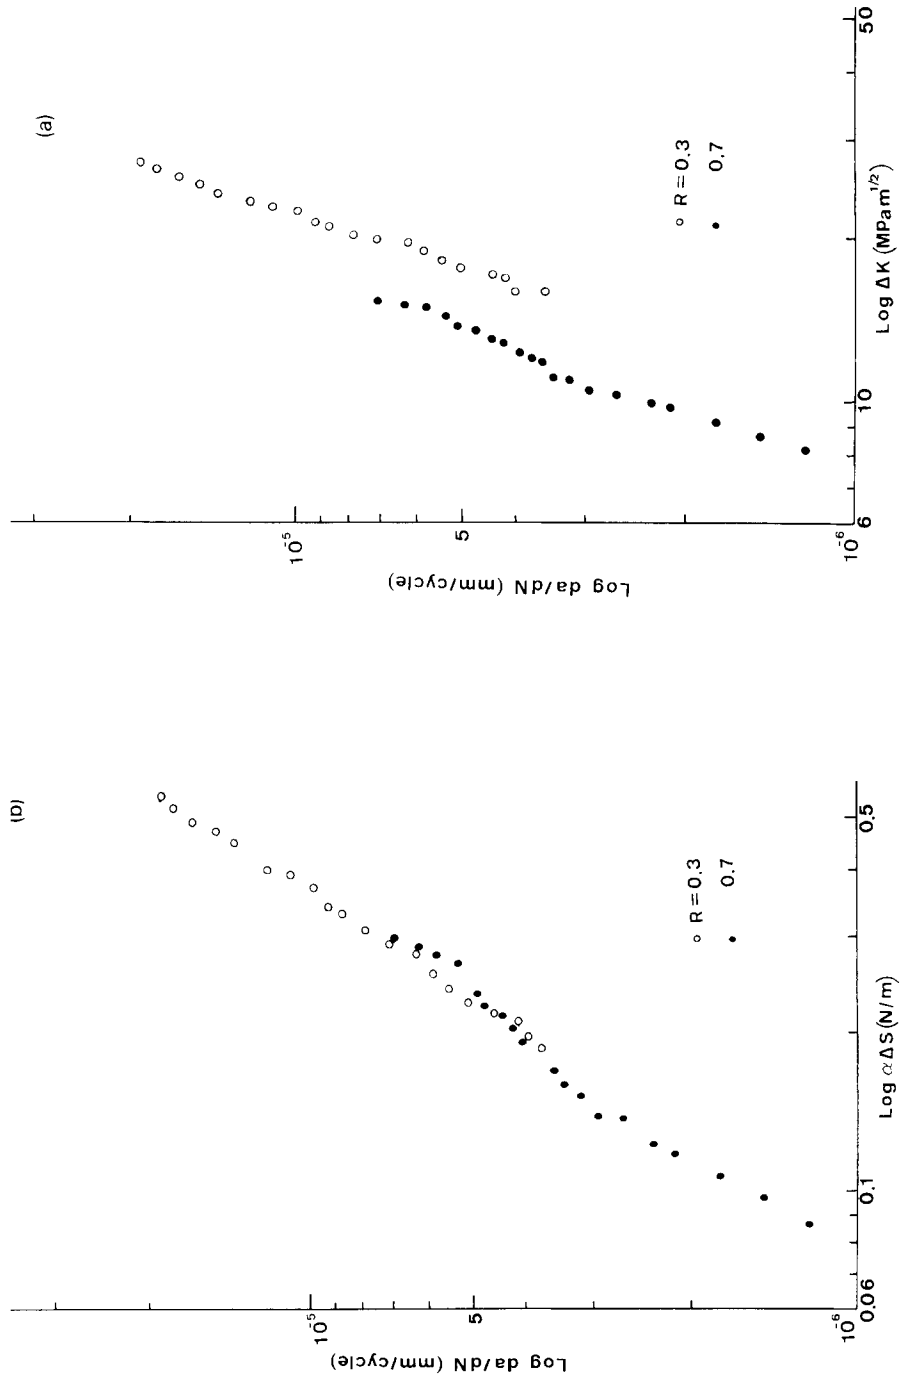 (a)
50
10
6
10⁻⁵
5
10⁻⁶
R = 0.3
0.7
Log ΔK (MPa m^1/2)
Log da/dN (mm/cycle)
(b)
0.5
0.1
0.06
10⁻⁵
5
10⁻⁶
R = 0.3
0.7
Log αΔS (N/m)
Log da/dN (mm/cycle)